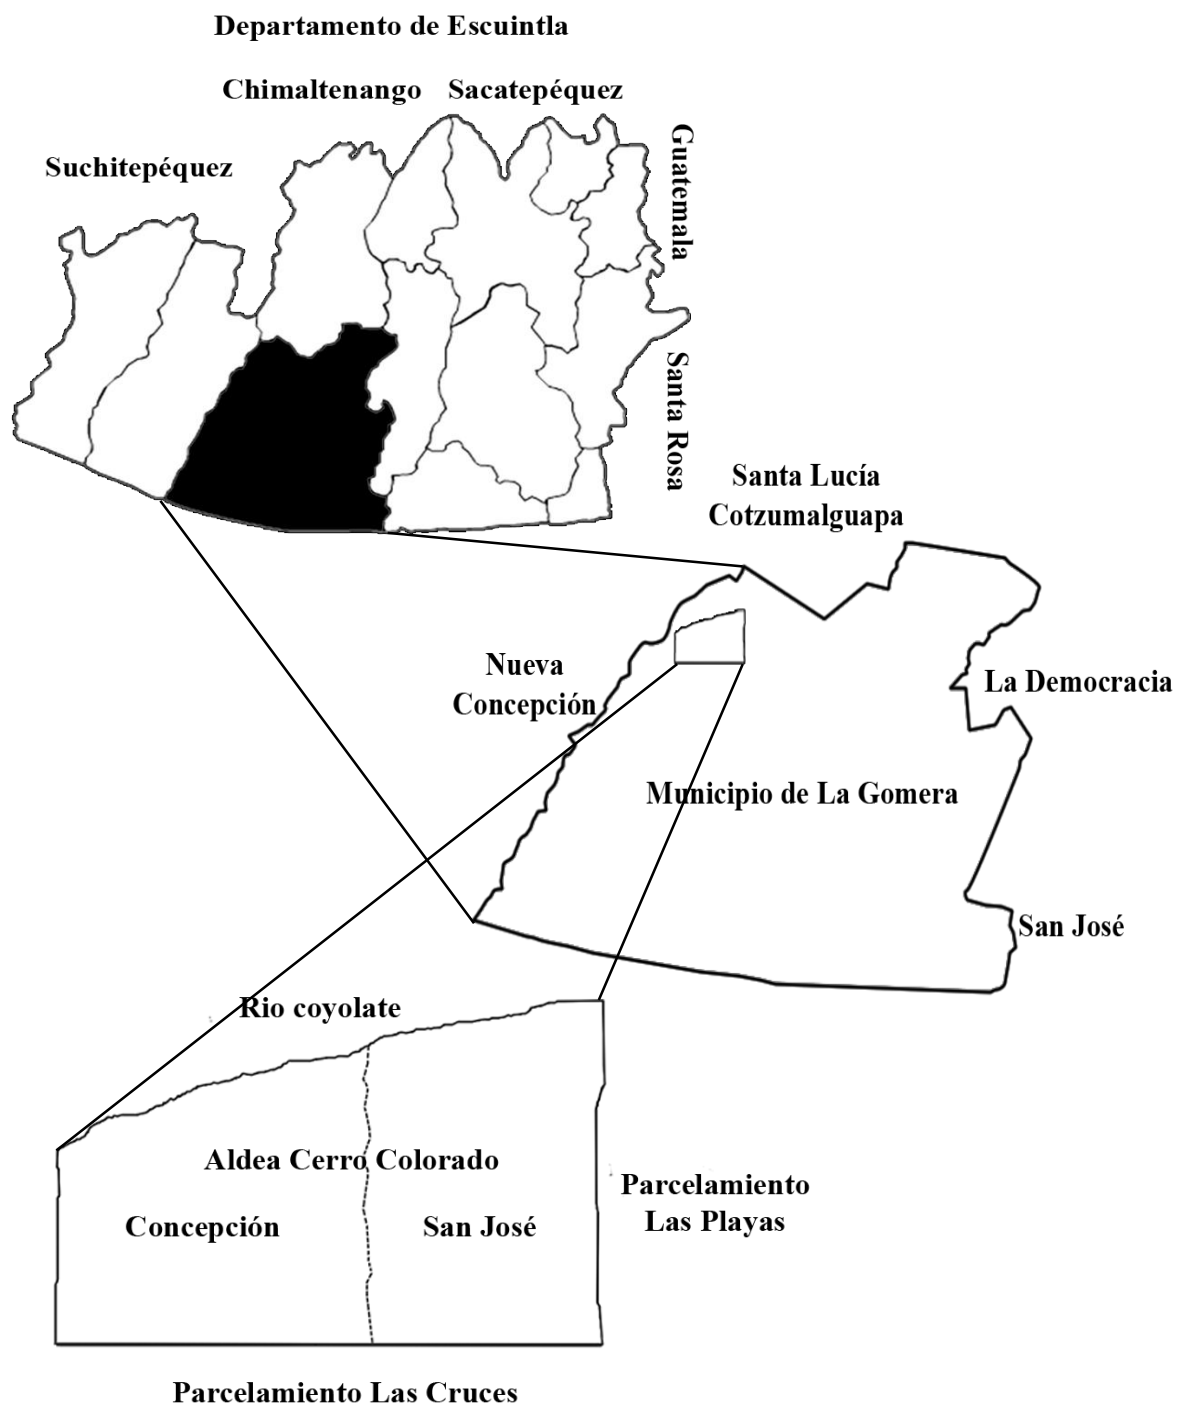 Departamento de Escuintla
Chimaltenango
Sacatepéquez
Suchitepéquez
Guatemala
Santa Rosa
Santa Lucía
Cotzumalguapa
Nueva
Concepción
La Democracia
Municipio de La Gomera
San José
Rio coyolate
Aldea Cerro Colorado
Concepción
San José
Parcelamiento
Las Playas
Parcelamiento Las Cruces